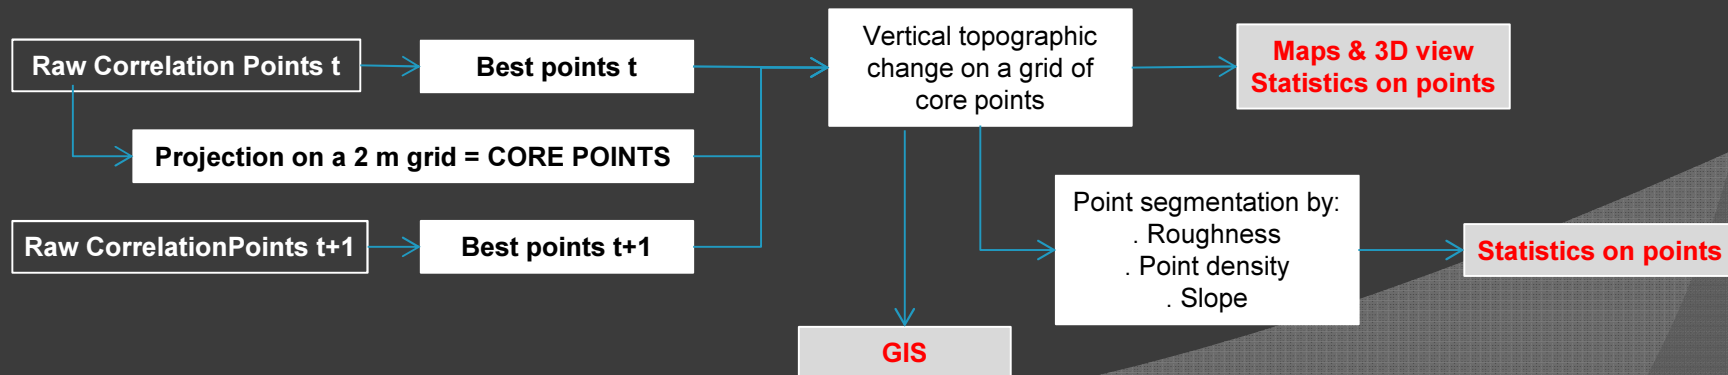 Raw Correlation Points t
Best points t
Projection on a 2 m grid = CORE POINTS
Raw CorrelationPoints t+1
Best points t+1
Vertical topographic
change on a grid of
core points
Maps & 3D view
Statistics on points
Point segmentation by:
. Roughness
. Point density
. Slope
Statistics on points
GIS